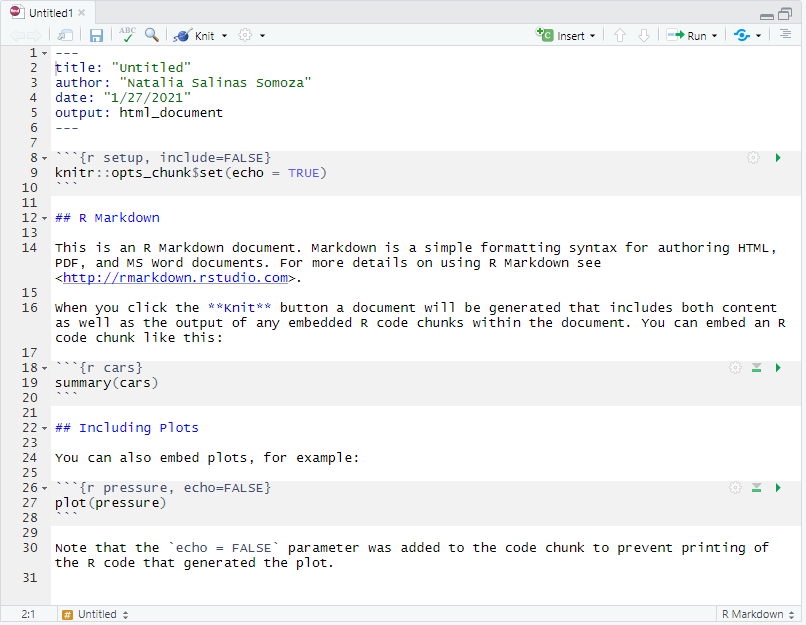 Untitled1
ABC
Knit
Insert
Run
1 ---
2 title: "Untitled"
3 author: "Natalia Salinas Somoza"
4 date: "1/27/2021"
5 output: html_document
6 ---
7
8 ```{r setup, include=FALSE}
9 knitr::opts_chunk$set(echo = TRUE)
10 ```
11
12 ## R Markdown
13
14 This is an R Markdown document. Markdown is a simple formatting syntax for authoring HTML,
PDF, and MS Word documents. For more details on using R Markdown see
<http://rmarkdown.rstudio.com>.
15
16 When you click the **Knit** button a document will be generated that includes both content
as well as the output of any embedded R code chunks within the document. You can embed an R
code chunk like this:
17
18 ```{r cars}
19 summary(cars)
20 ```
21
22 ## Including Plots
23
24 You can also embed plots, for example:
25
26 ```{r pressure, echo=FALSE}
27 plot(pressure)
28 ```
29
30 Note that the `echo = FALSE` parameter was added to the code chunk to prevent printing of
the R code that generated the plot.
31
2:1 # Untitled R Markdown